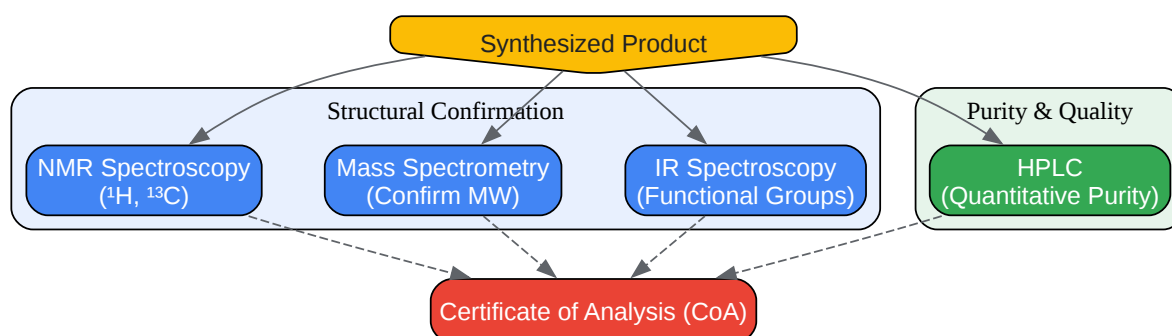 Synthesized Product
Structural Confirmation
Purity & Quality
NMR Spectroscopy
(¹H, ¹³C)
Mass Spectrometry
(Confirm MW)
IR Spectroscopy
(Functional Groups)
HPLC
(Quantitative Purity)
Certificate of Analysis (CoA)